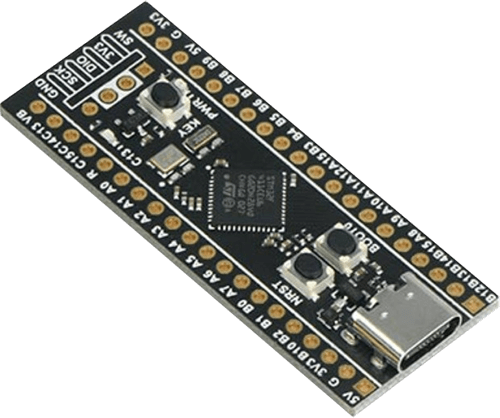 G 3V3
5V
B9
B8
B7
B6
B5
B4
B3
A15
A12
A11
A10
A9
A8
B15
B14
B13
B12
SW
3V3
DIO
SCK
GND
PWR
KEY
C13
STM32F
BOOT0
NRST
VB
C13
C14
C15
R
A0
A1
A2
A3
A4
A5
A6
A7
B0
B1
B2
B10
3V3
G
5V